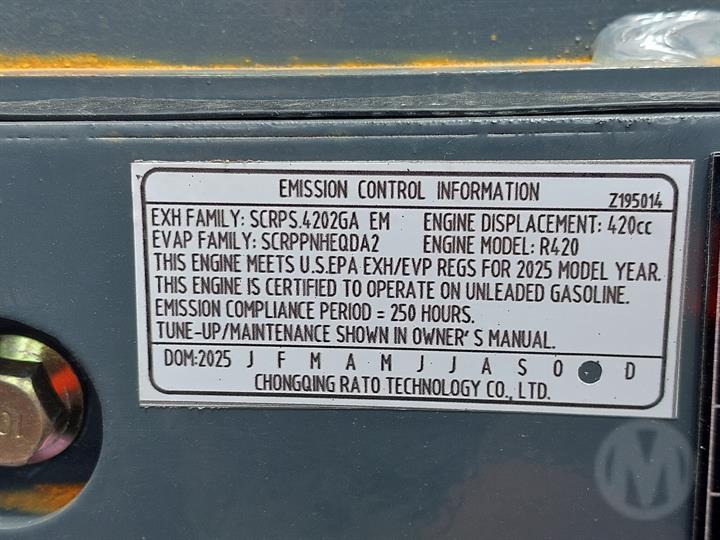 EMISSION CONTROL INFORMATION
Z195014
EXH FAMILY: SCRPS.4202GA EM ENGINE DISPLACEMENT: 420cc
EVAP FAMILY: SCRPPNHEQDA2 ENGINE MODEL: R420
THIS ENGINE MEETS U.S.EPA EXH/EVP REGS FOR 2025 MODEL YEAR.
THIS ENGINE IS CERTIFIED TO OPERATE ON UNLEADED GASOLINE.
EMISSION COMPLIANCE PERIOD = 250 HOURS.
TUNE-UP/MAINTENANCE SHOWN IN OWNER'S MANUAL.
DOM:2025 J F M A M J J A S O D
CHONGQING RATO TECHNOLOGY CO., LTD.
M